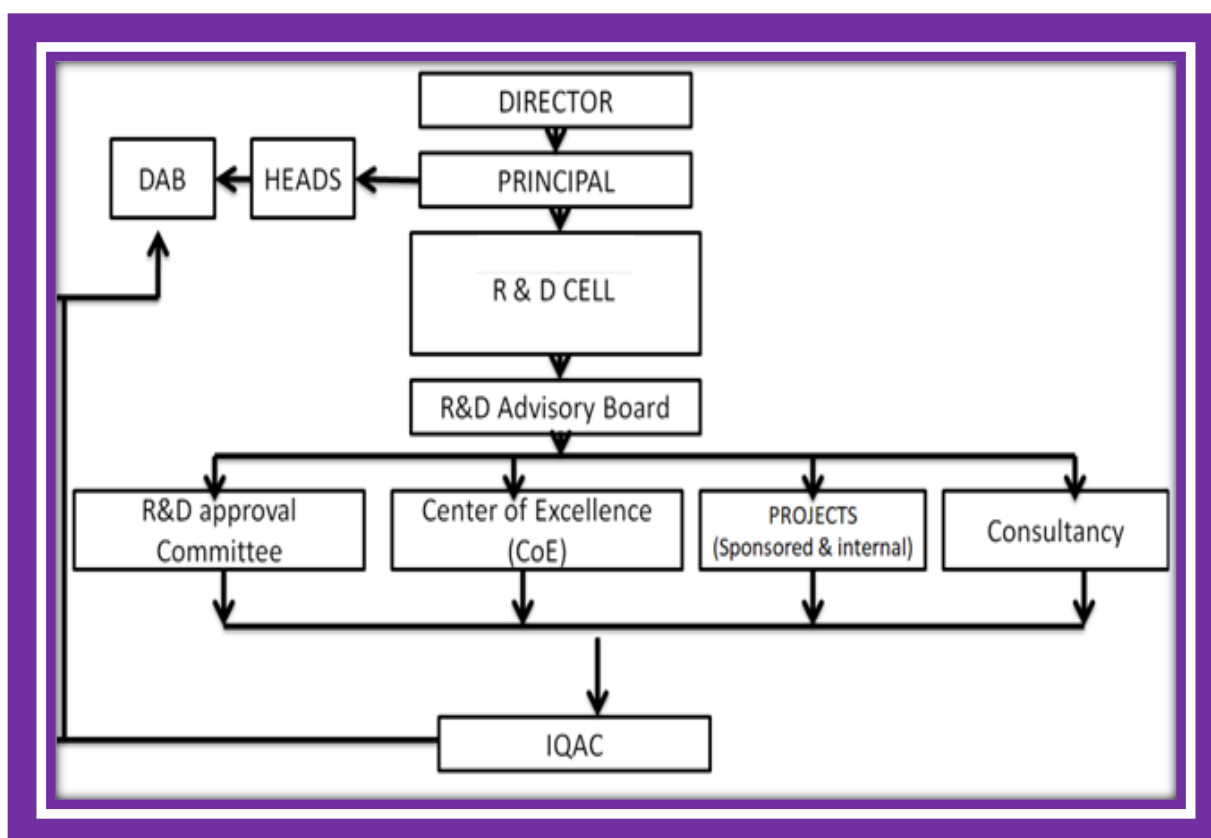 DIRECTOR
DAB
HEADS
PRINCIPAL
R & D CELL
R&D Advisory Board
R&D approval
Committee
Center of Excellence
(CoE)
PROJECTS
(Sponsored & internal)
Consultancy
IQAC